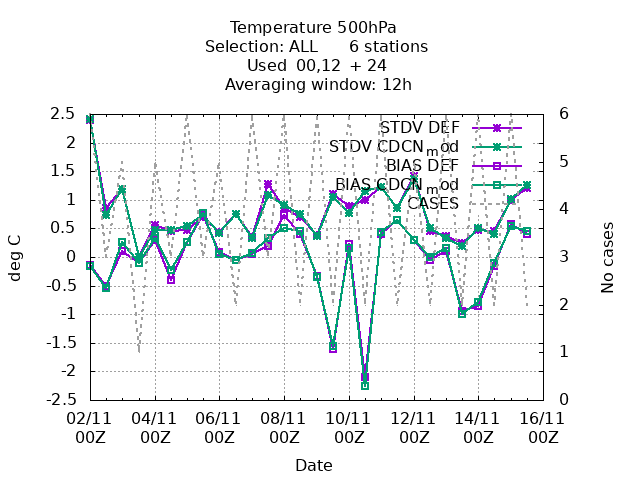 Temperature 500hPa
Selection: ALL 6 stations
Used 00,12 + 24
Averaging window: 12h
STDV DEF
STDV CDCN_mod
BIAS DEF
BIAS CDCN_mod
CASES
deg C
2.5
2
1.5
1
0.5
0
-0.5
-1
-1.5
-2
-2.5
6
5
4
3
2
1
0
No cases
02/11 04/11 06/11 08/11 10/11 12/11 14/11 16/11
00Z 00Z 00Z 00Z 00Z 00Z 00Z 00Z
Date